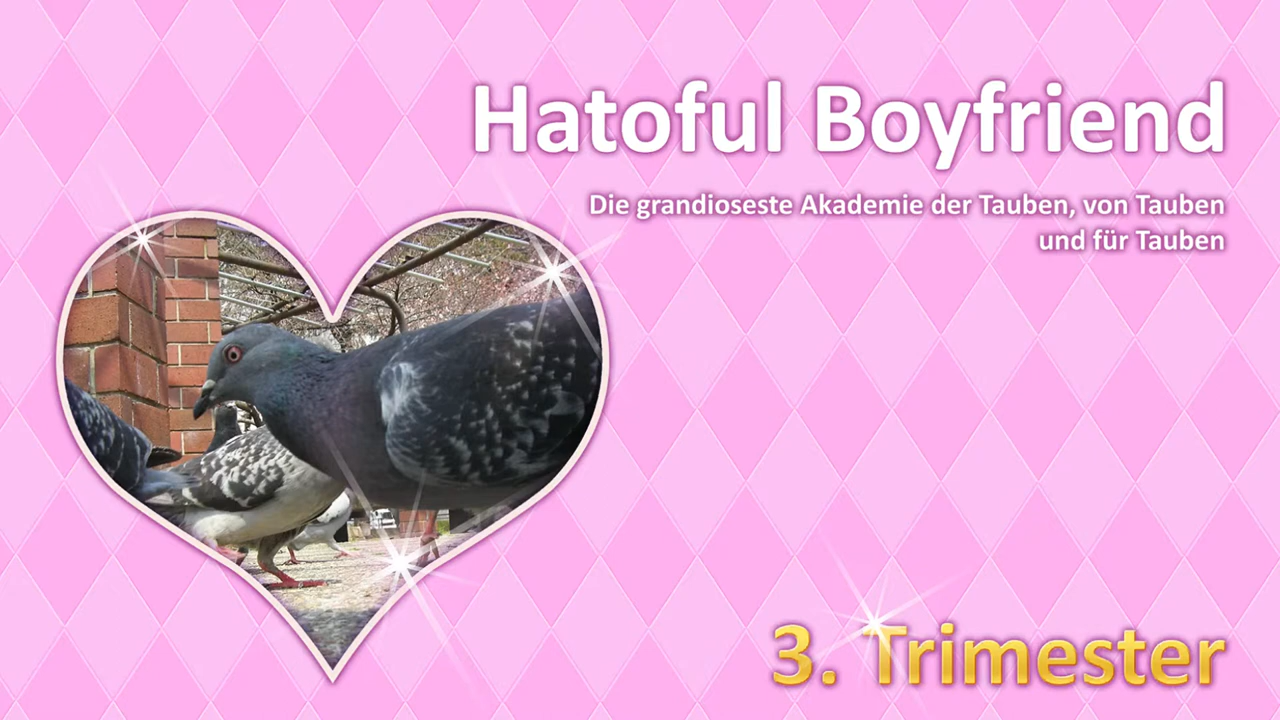 Hatoful Boyfriend
Die grandioseste Akademie der Tauben, von Tauben
und für Tauben
3. Trimester